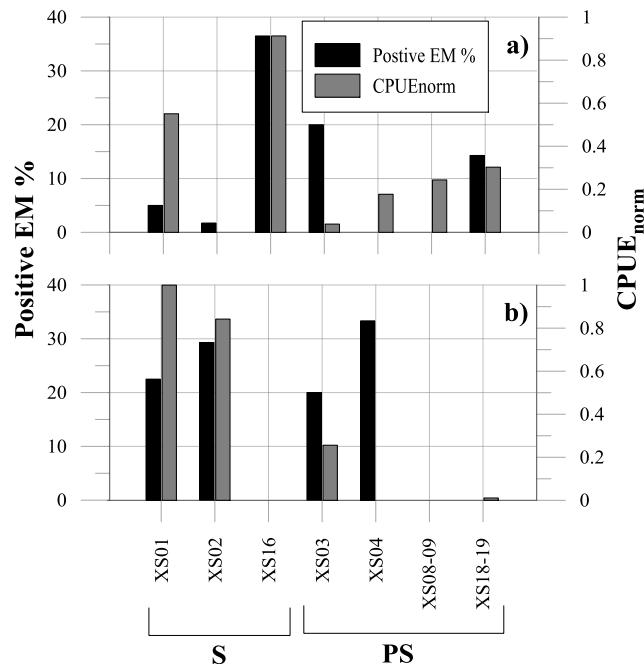 40
30
20
10
0
Postive EM %
CPUEnorm
a)
1
0.8
0.6
0.4
0.2
0
Positive EM %
CPUEnorm
40
30
20
10
0
b)
1
0.8
0.6
0.4
0.2
0
XS01
XS02
XS16
XS03
XS04
XS08-09
XS18-19
S
PS